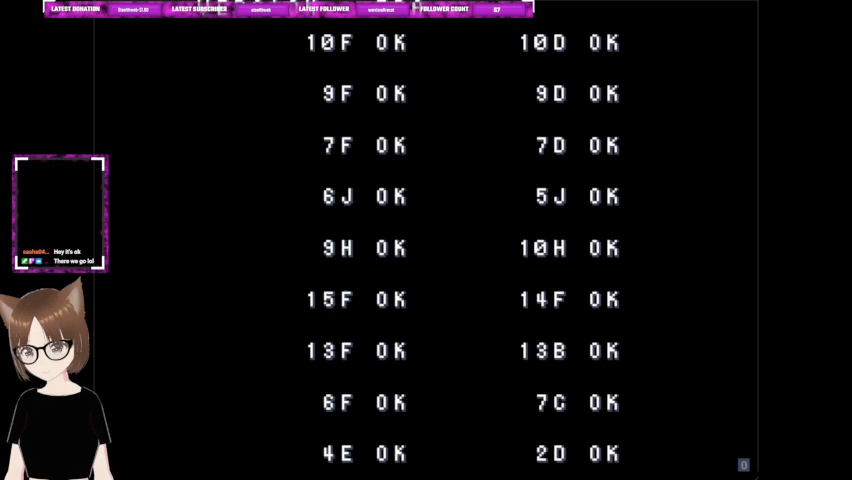 LATEST DONATION LATEST SUBSCRIBER LATEST FOLLOWER FOLLOWER COUNT 87
10F OK 10D OK
9F OK 9D OK
7F OK 7D OK
6J OK 5J OK
9H OK 10H OK
15F OK 14F OK
13F OK 13B OK
6F OK 7C OK
4E OK 2D OK
Hey it's ok
There we go lol
0